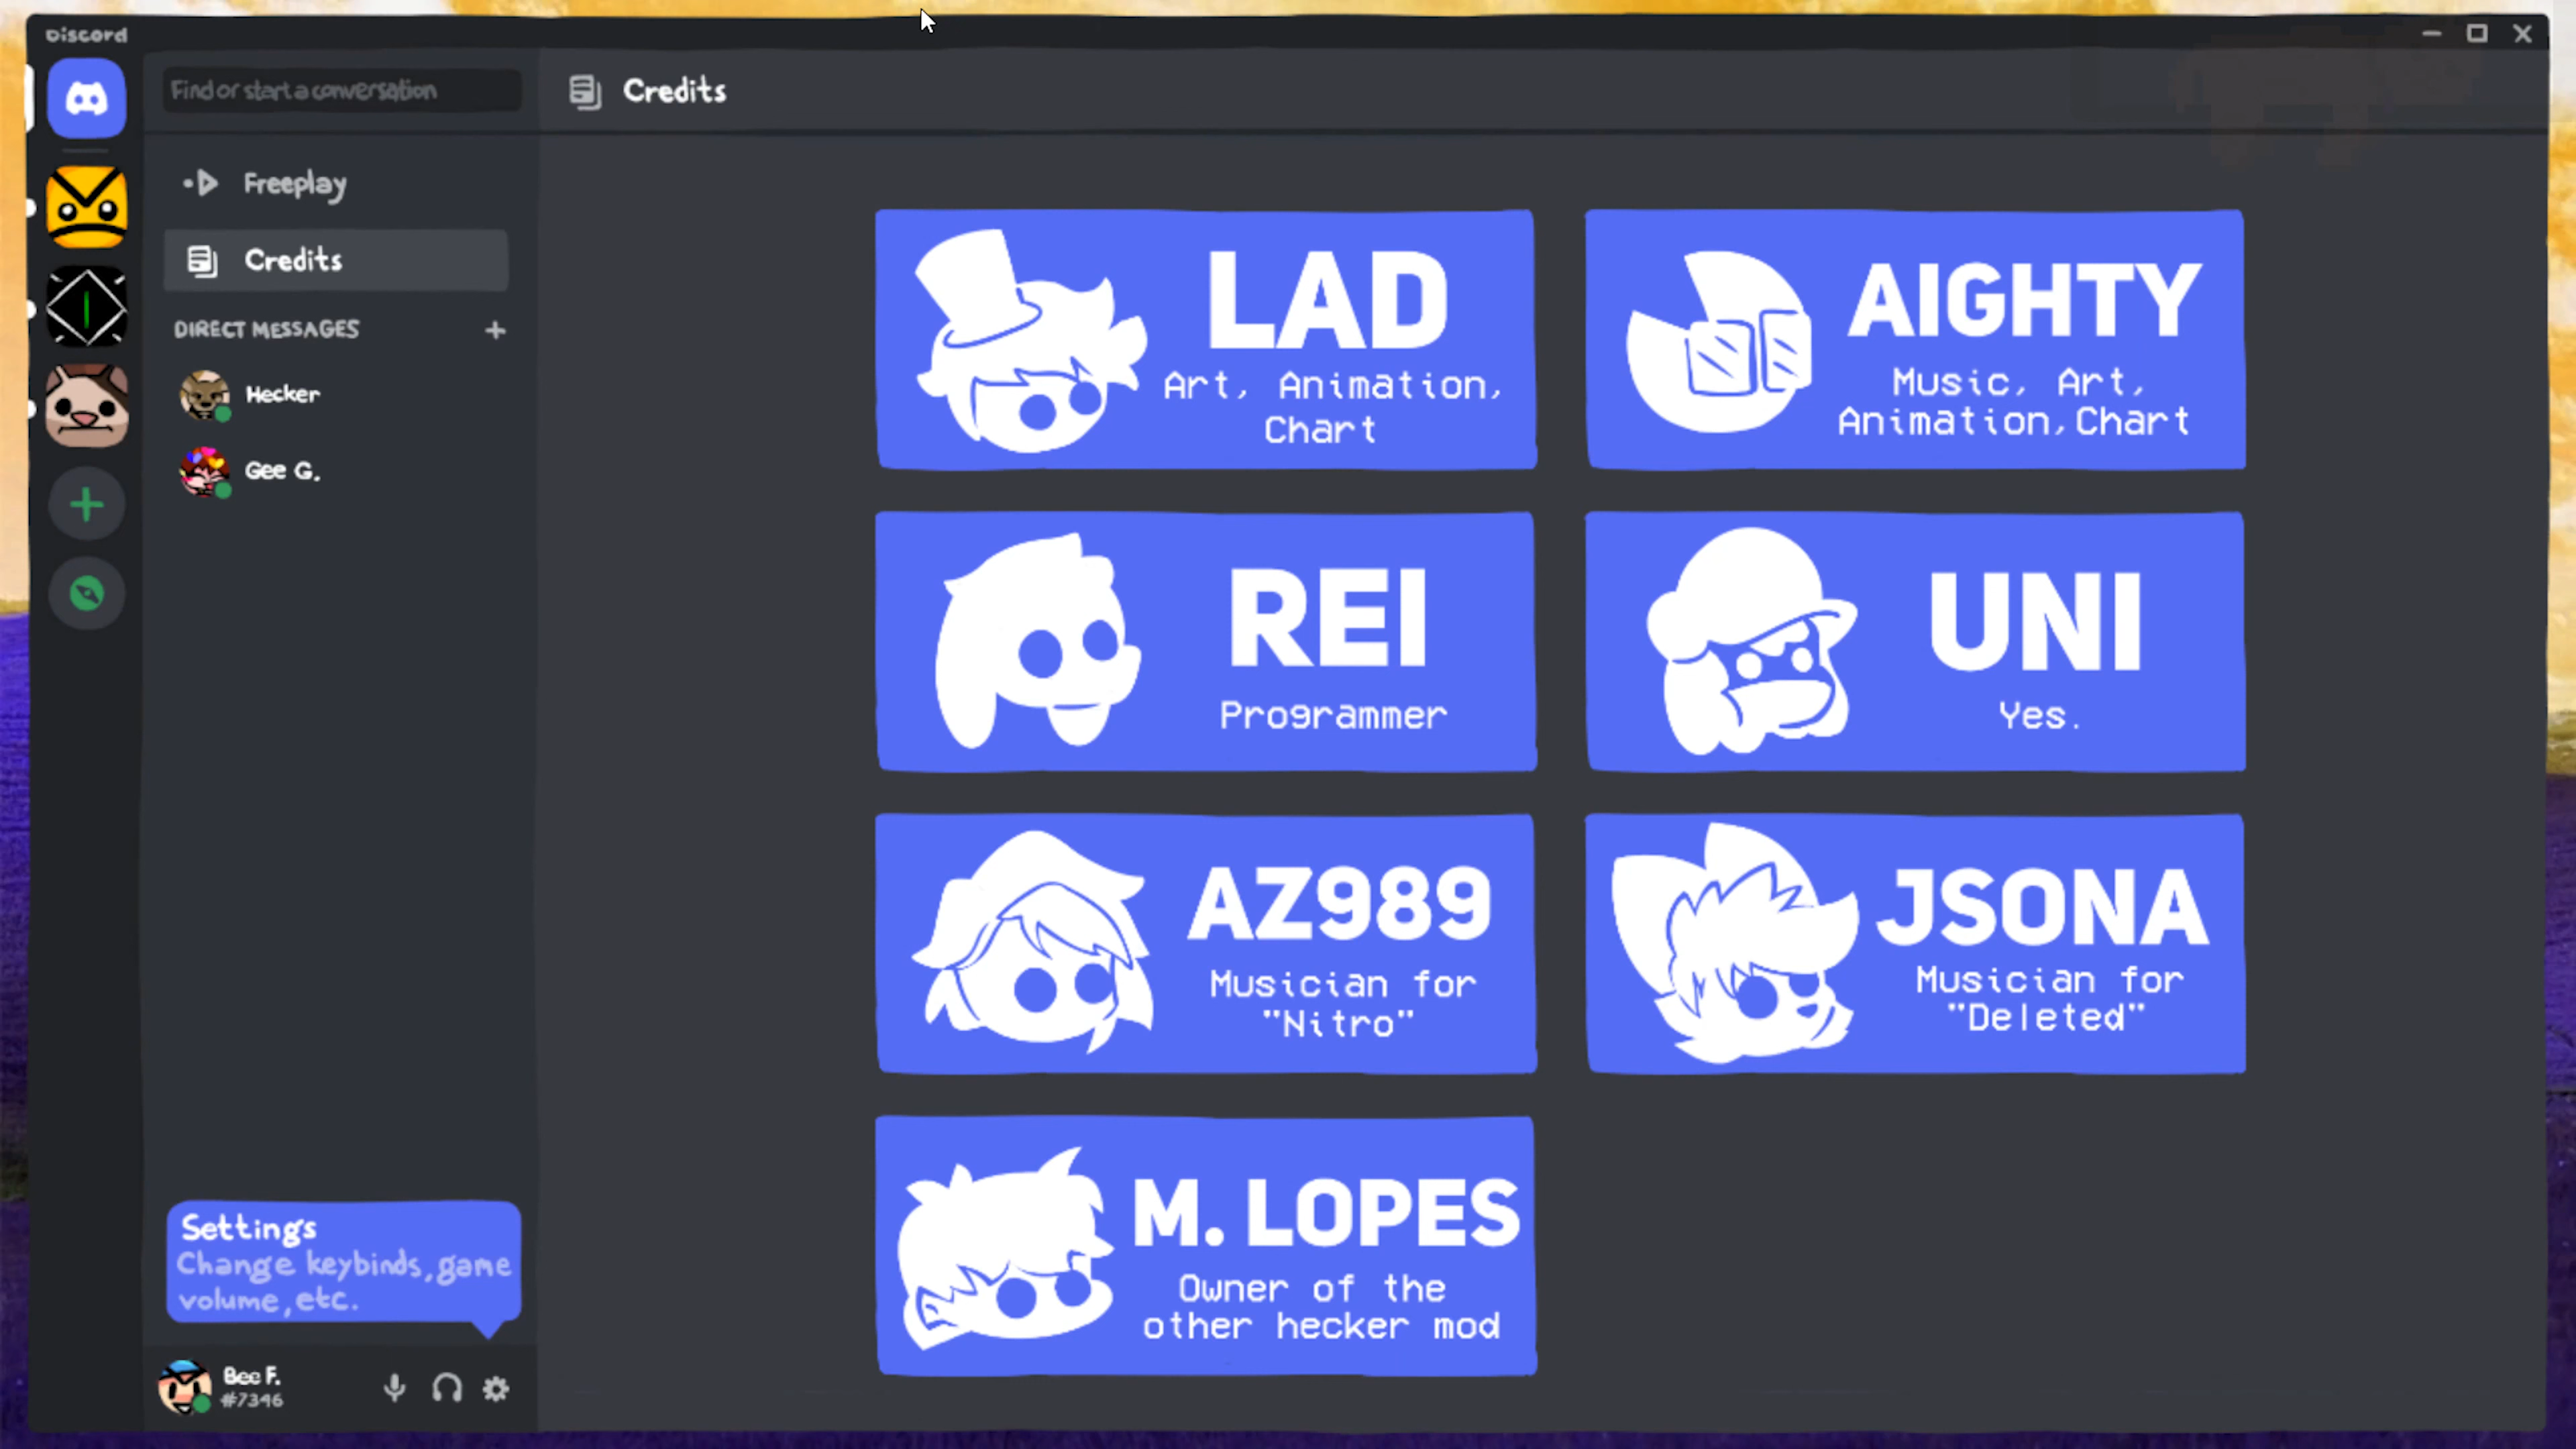 Discord
Find or start a conversation
Credits
Freeplay
Credits
DIRECT MESSAGES
Hecker
Gee G.
LAD
Art, Animation,
Chart
AIGHTY
Music, Art,
Animation,Chart
REI
Programmer
UNI
Yes.
AZ989
Musician for
"Nitro"
JSONA
Musician for
"Deleted"
M. LOPES
Owner of the
other hecker mod
Settings
Change keybinds,game
volume,etc.
Bee F.
#7346